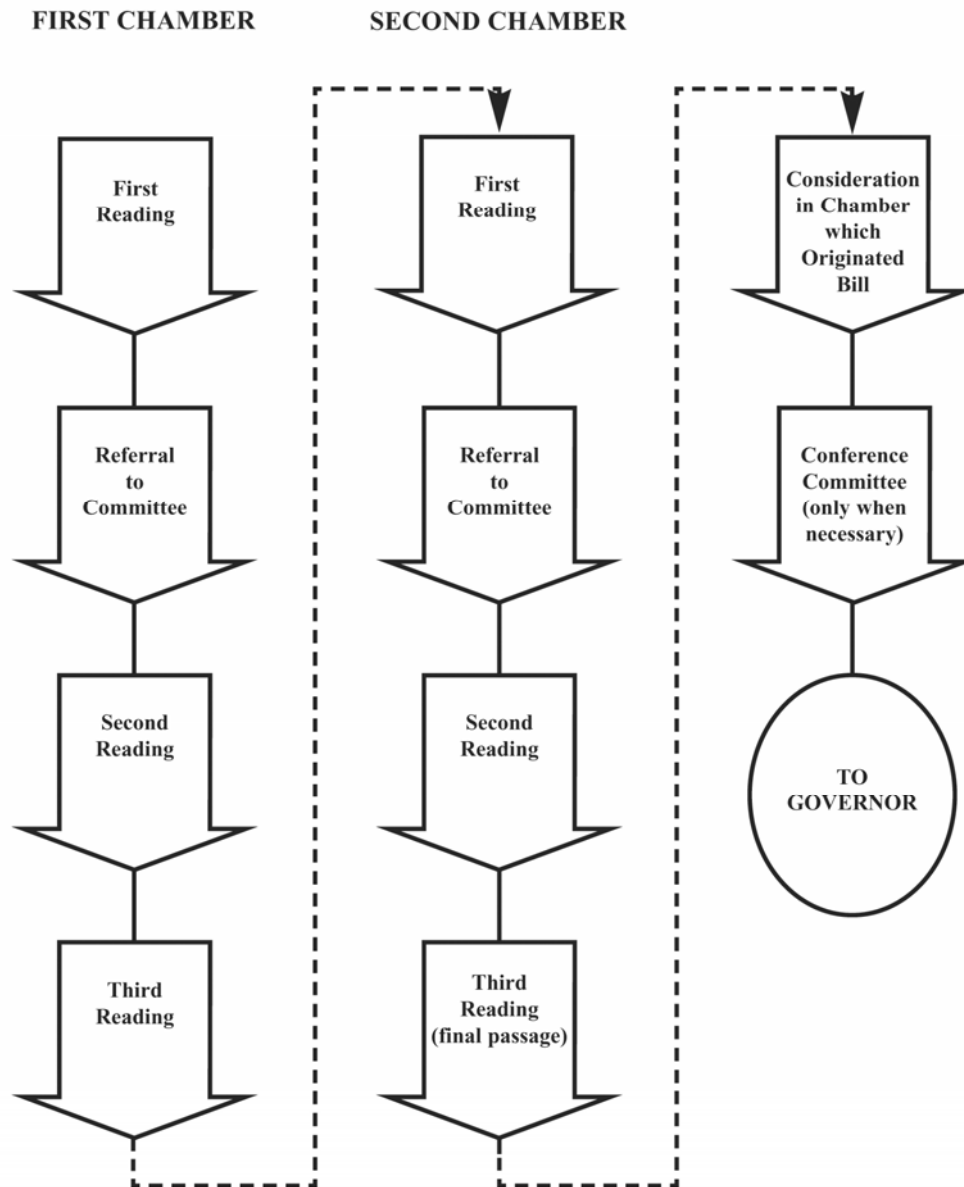 FIRST CHAMBER
First
Reading
Referral
to
Committee
Second
Reading
Third
Reading
SECOND CHAMBER
First
Reading
Referral
to
Committee
Second
Reading
Third
Reading
(final passage)
Consideration
in Chamber
which
Originated
Bill
Conference
Committee
(only when
necessary)
TO
GOVERNOR